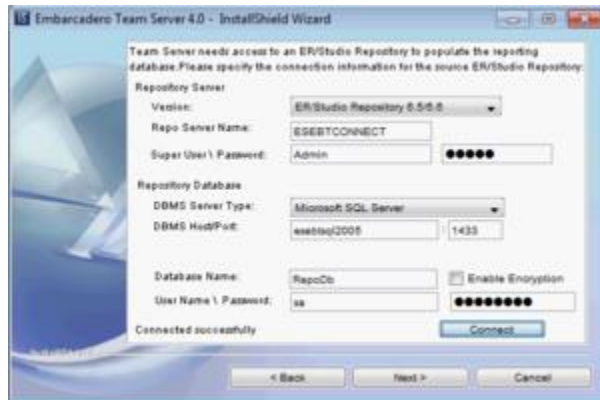 Embarcadero Team Server 4.0 - InstallShield Wizard
Team Server needs access to an ER/Studio Repository to populate the reporting
database.Please specify the connection information for the source ER/Studio Repository:
Repository Server
Version: ER/Studio Repository 6.5/6.6
Repo Server Name: ESEBTCONNECT
Super User \ Password: Admin ●●●●●
Repository Database
DBMS Server Type: Microsoft SQL Server
DBMS Host/Port: : 1433
Database Name: RepoDb Enable Encryption
User Name \ Password: sa ●●●●●●●●
Connected successfully Connect
InstallShield
< Back Next > Cancel